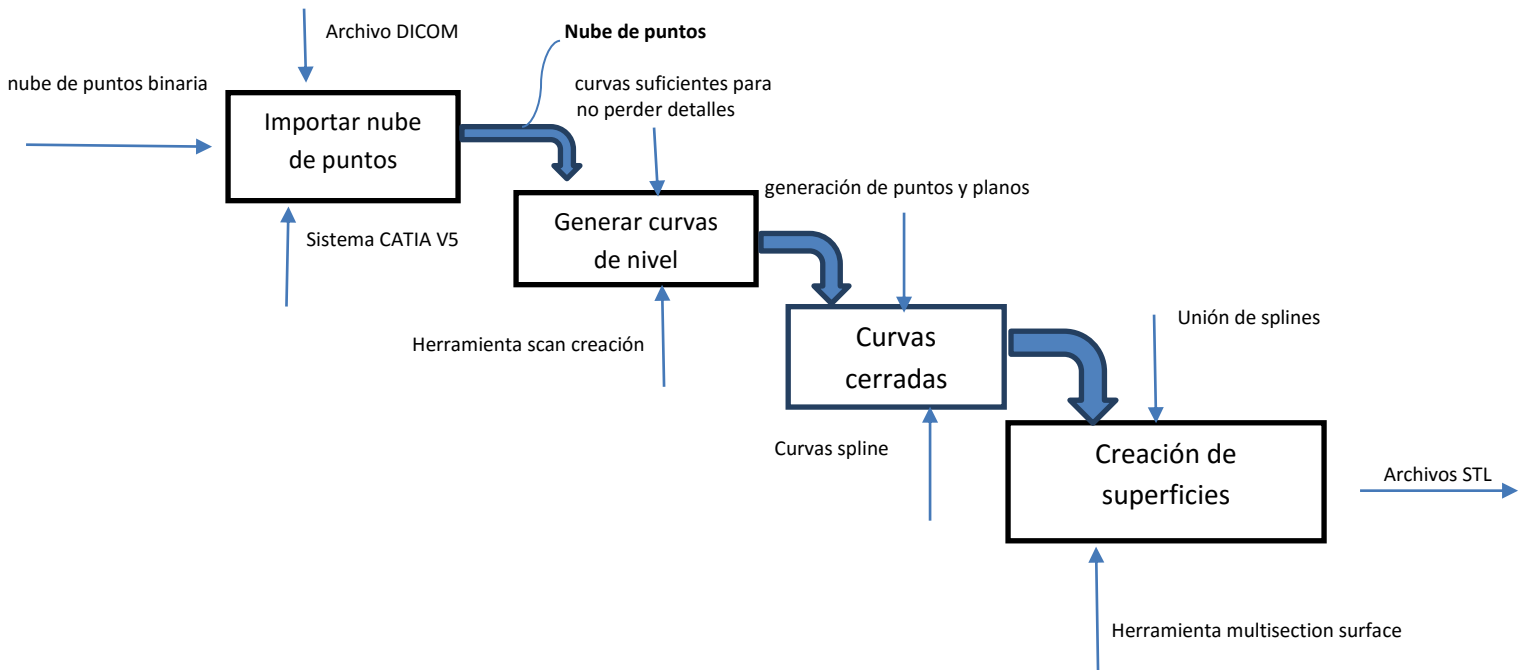 Archivo DICOM
Nube de puntos
nube de puntos binaria
curvas suficientes para
no perder detalles
Importar nube
de puntos
generación de puntos y planos
Generar curvas
de nivel
Sistema CATIA V5
Unión de splines
Herramienta scan creación
Curvas
cerradas
Curvas spline
Creación de
superficies
Archivos STL
Herramienta multisection surface